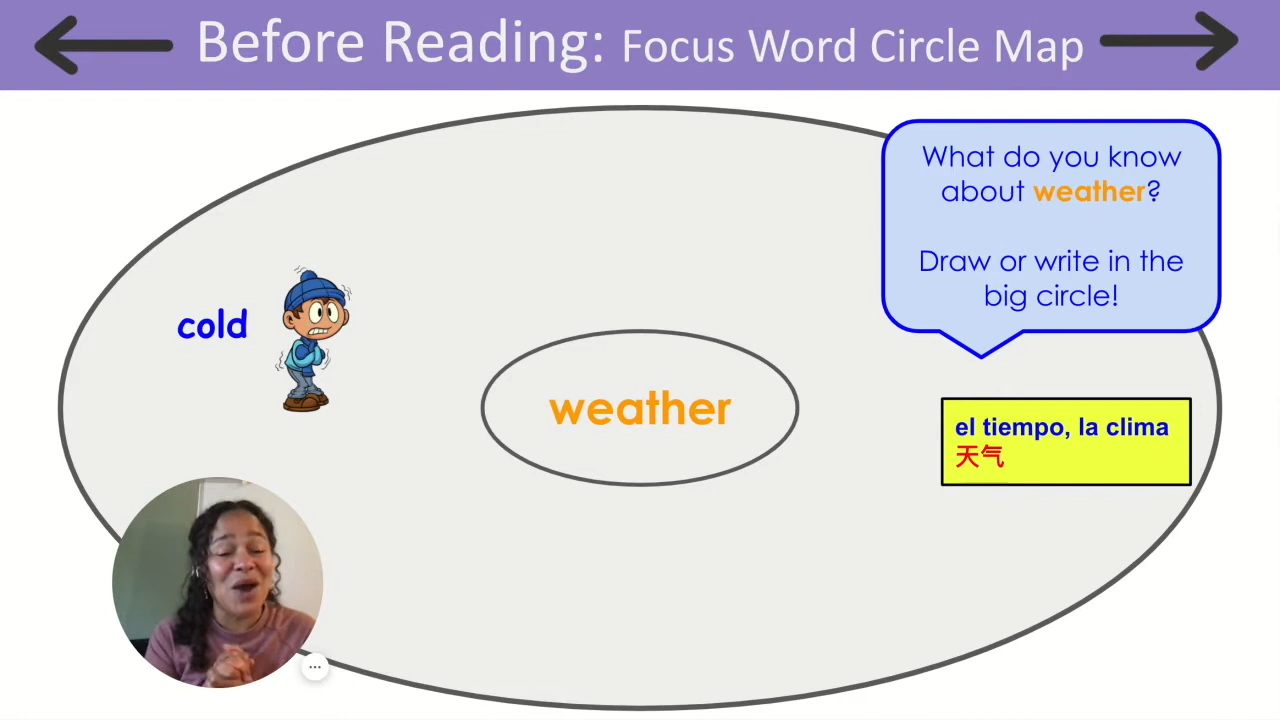 Before Reading: Focus Word Circle Map
What do you know
about weather?
Draw or write in the
big circle!
cold
weather
el tiempo, la clima
天气